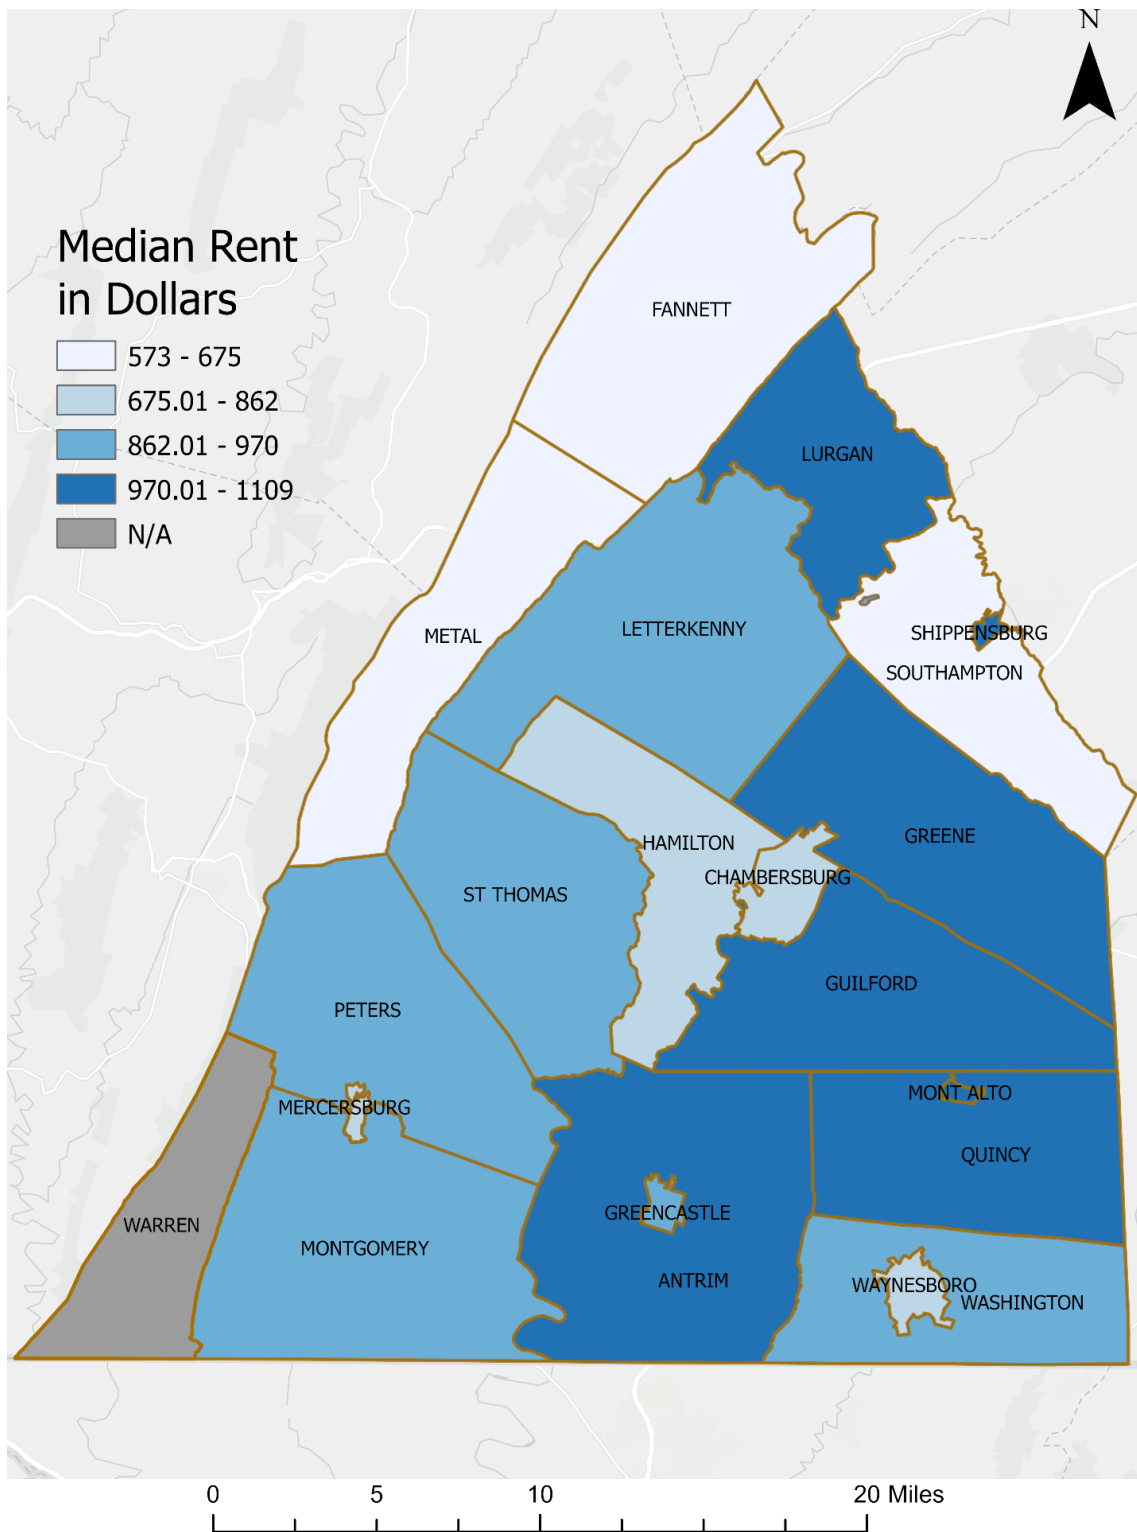 N
Median Rent
in Dollars
573 - 675
675.01 - 862
862.01 - 970
970.01 - 1109
N/A
FANNETT
LURGAN
METAL
LETTERKENNY
SHIPPENSBURG
SOUTHAMPTON
HAMILTON
GREENE
CHAMBERSBURG
ST THOMAS
GUILFORD
PETERS
MONT ALTO
MERCERSBURG
QUINCY
GREENCASTLE
WARREN
MONTGOMERY
ANTRIM
WAYNESBORO
WASHINGTON
0 5 10 20 Miles